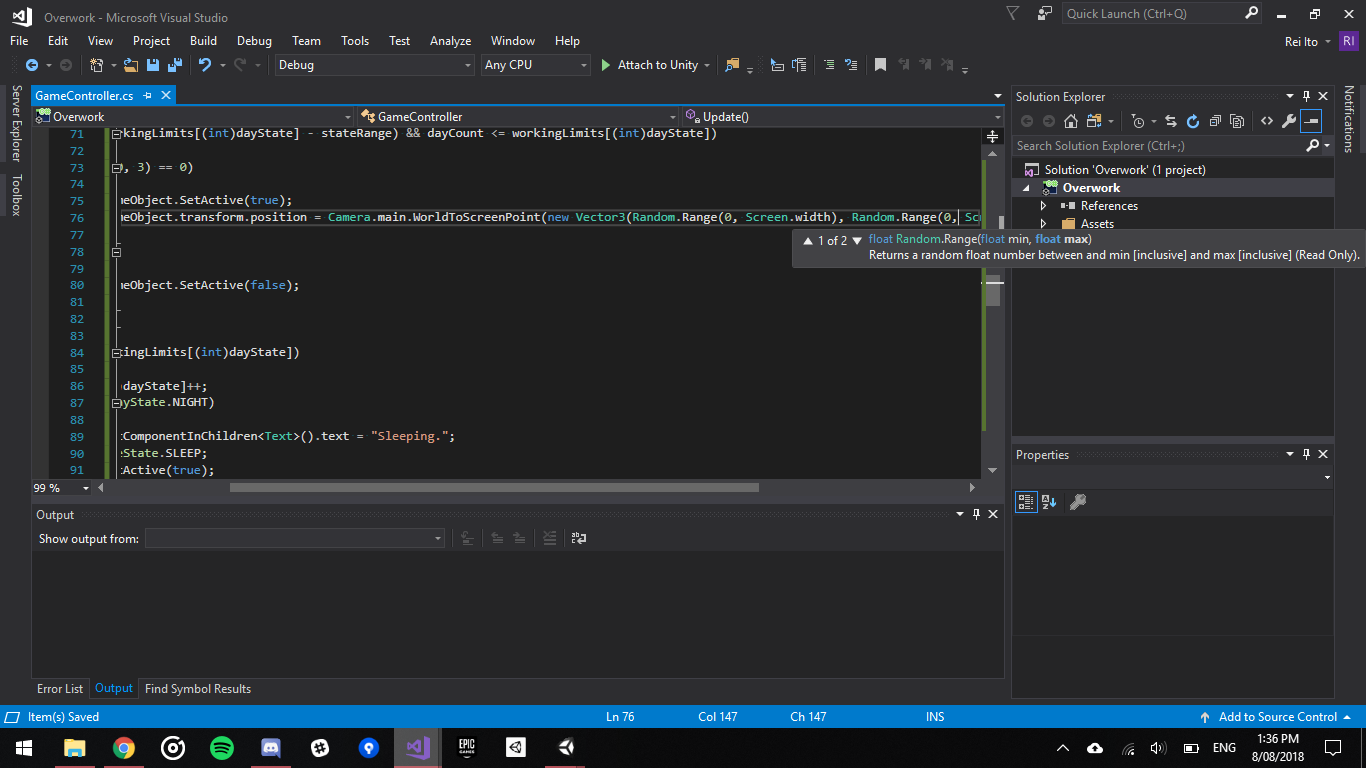 Overwork - Microsoft Visual Studio
Quick Launch (Ctrl+Q)
File Edit View Project Build Debug Team Tools Test Analyze Window Help
Rei Ito RI
Debug Any CPU Attach to Unity
Server Explorer
Toolbox
GameController.cs
Overwork GameController Update()
71 kingLimits[(int)dayState] - stateRange) && dayCount <= workingLimits[(int)dayState])
72
73 , 3) == 0)
74
75 eObject.SetActive(true);
76 eObject.transform.position = Camera.main.WorldToScreenPoint(new Vector3(Random.Range(0, Screen.width), Random.Range(0, Sc
77
78
79
80 eObject.SetActive(false);
81
82
83
84 kingLimits[(int)dayState])
85
86 dayState]++;
87 ayState.NIGHT)
88
89 ComponentInChildren<Text>().text = "Sleeping.";
90 eState.SLEEP;
91 Active(true);
1 of 2 float Random.Range(float min, float max)
Returns a random float number between and min [inclusive] and max [inclusive] (Read Only).
99 %
Solution Explorer
Search Solution Explorer (Ctrl+;)
Solution 'Overwork' (1 project)
Overwork
References
Assets
Notifications
Properties
Output
Show output from:
Error List Output Find Symbol Results
Item(s) Saved Ln 76 Col 147 Ch 147 INS Add to Source Control
EPIC GAMES
ENG
1:36 PM
8/08/2018